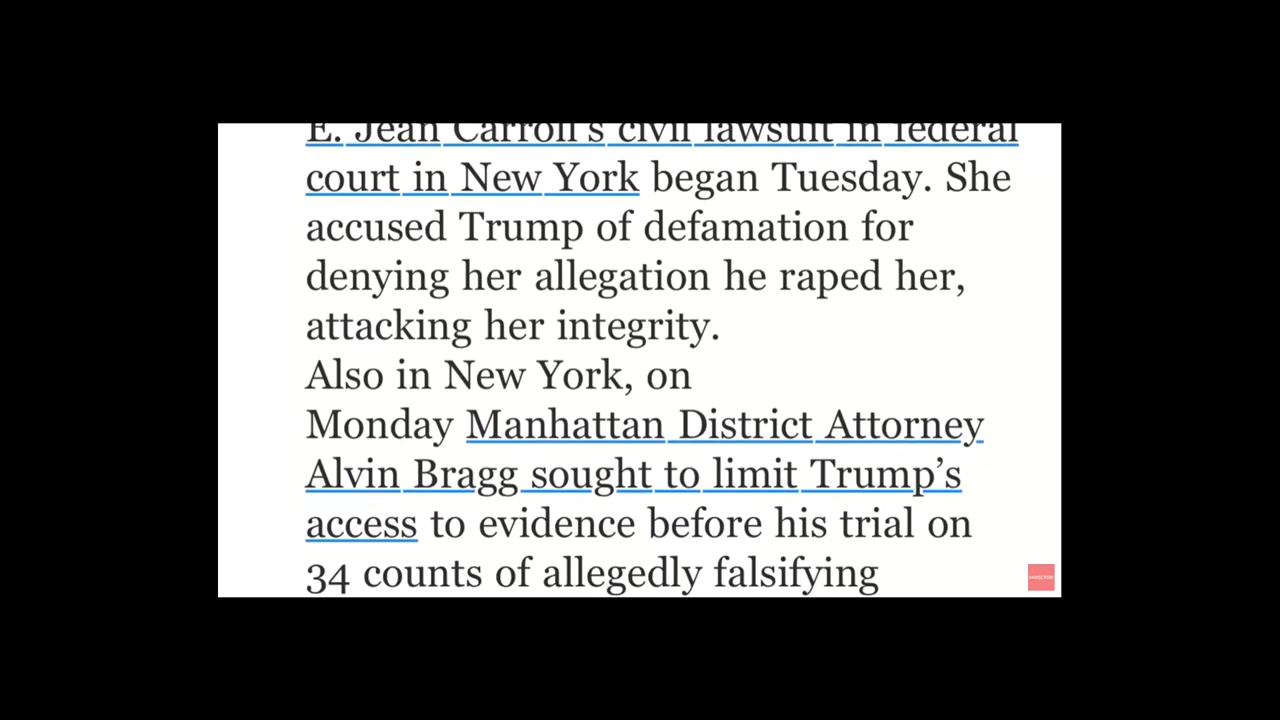 E. Jean Carroll's civil lawsuit in federal
court in New York began Tuesday. She
accused Trump of defamation for
denying her allegation he raped her,
attacking her integrity.
Also in New York, on
Monday Manhattan District Attorney
Alvin Bragg sought to limit Trump’s
access to evidence before his trial on
34 counts of allegedly falsifying
SUBSCRIBE